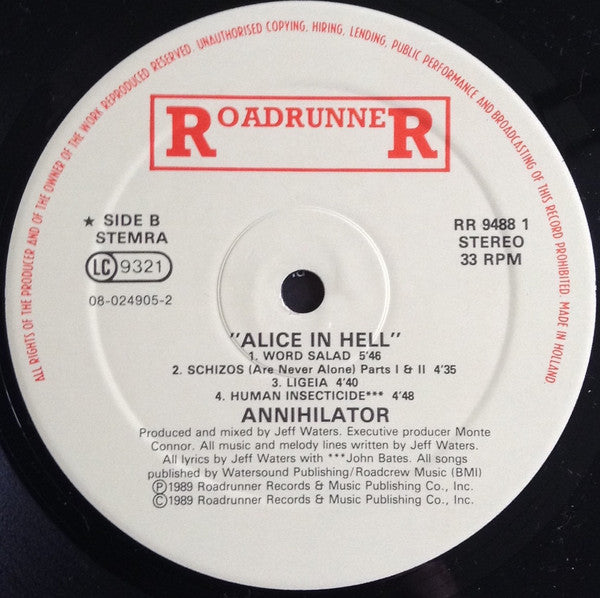 ALL RIGHTS OF THE PRODUCER AND OF THE OWNER OF THE WORK REPRODUCED RESERVED. UNAUTHORISED COPYING, HIRING, LENDING, PUBLIC PERFORMANCE AND BROADCASTING OF THIS RECORD PROHIBITED. MADE IN HOLLAND.
ROADRUNNER
★ SIDE B
STEMRA
LC 9321
08-024905-2
RR 9488 1
STEREO
33 RPM
"ALICE IN HELL"
1. WORD SALAD 5'46
2. SCHIZOS (Are Never Alone) Parts I & II 4'35
3. LIGEIA 4'40
4. HUMAN INSECTICIDE*** 4'48
ANNIHILATOR
Produced and mixed by Jeff Waters. Executive producer Monte
Connor. All music and melody lines written by Jeff Waters.
All lyrics by Jeff Waters with ***John Bates. All songs
published by Watersound Publishing/Roadcrew Music (BMI)
Ⓟ1989 Roadrunner Records & Music Publishing Co., Inc.
©1989 Roadrunner Records & Music Publishing Co., Inc.